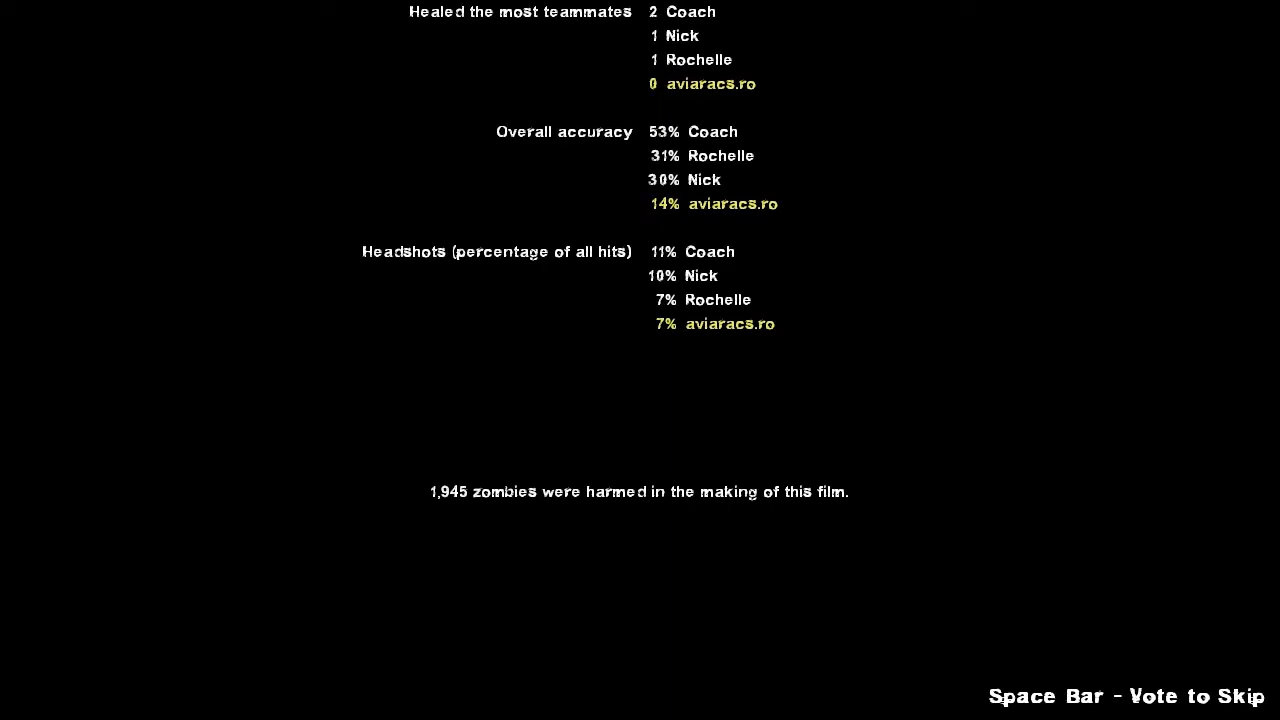 Healed the most teammates 2 Coach
1 Nick
1 Rochelle
0 aviaracs.ro
Overall accuracy 53% Coach
31% Rochelle
30% Nick
14% aviaracs.ro
Headshots (percentage of all hits) 11% Coach
10% Nick
7% Rochelle
7% aviaracs.ro
1,945 zombies were harmed in the making of this film.
Space Bar - Vote to Skip